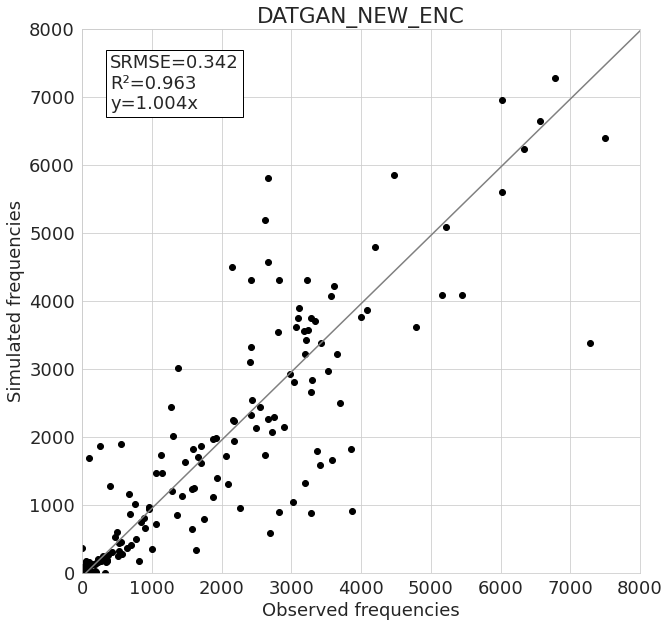 DATGAN_NEW_ENC
SRMSE=0.342
R²=0.963
y=1.004x
8000
7000
6000
5000
4000
3000
2000
1000
0
Simulated frequencies
0 1000 2000 3000 4000 5000 6000 7000 8000
Observed frequencies